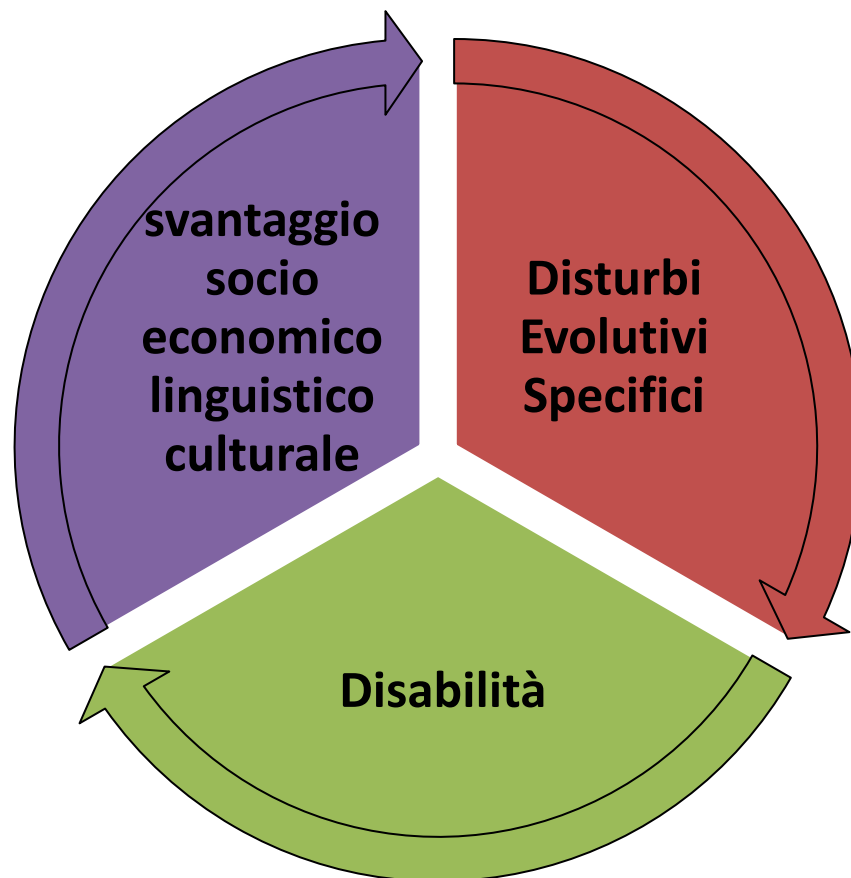 svantaggio
socio
economico
linguistico
culturale
Disturbi
Evolutivi
Specifici
Disabilità